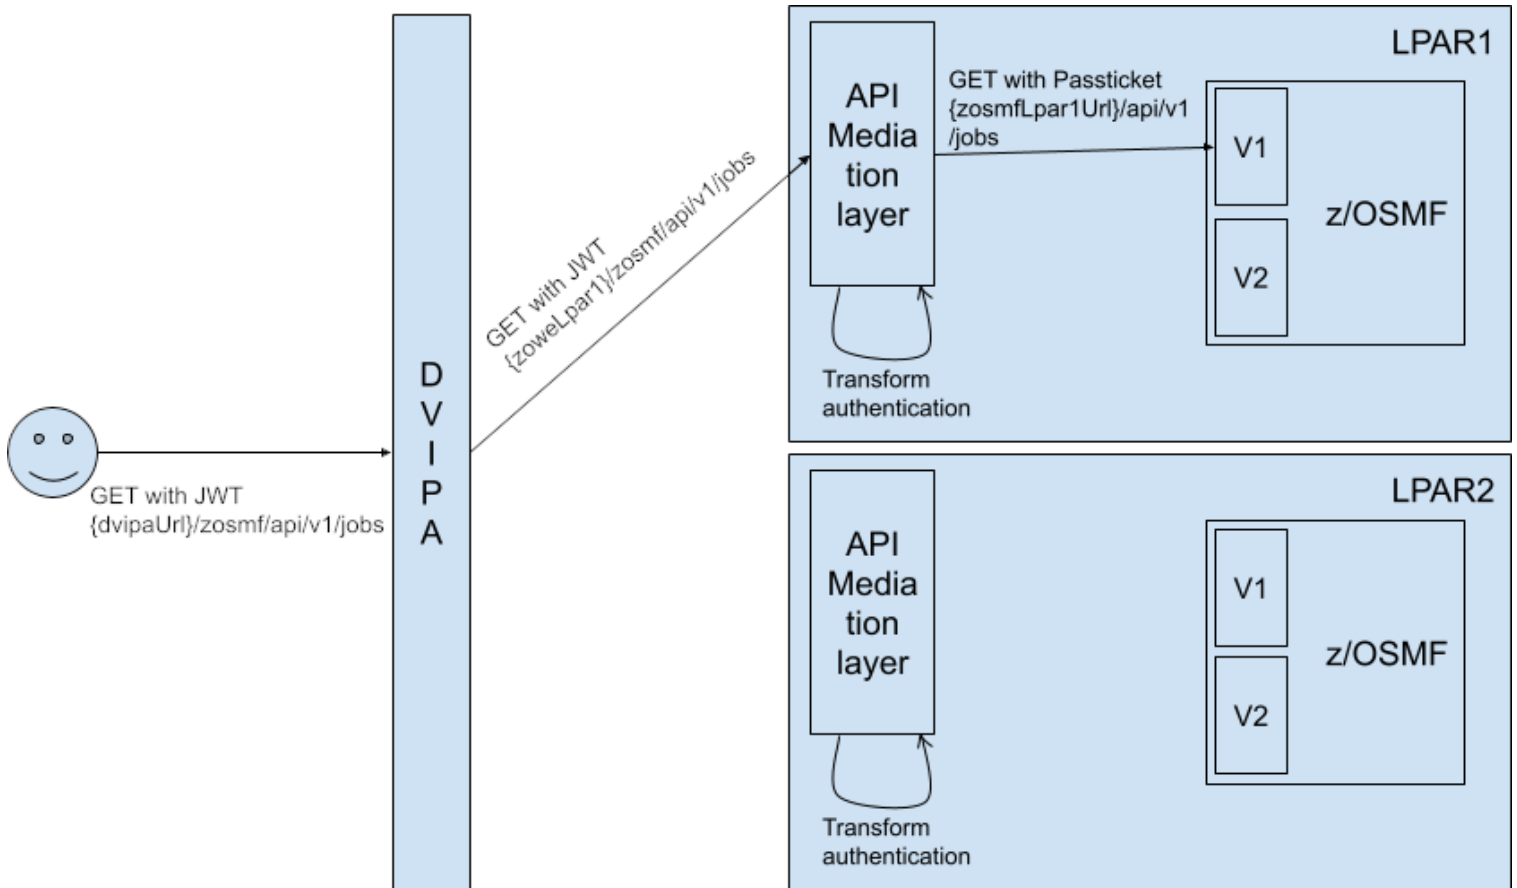 GET with JWT
{dvipaUrl}/zosmf/api/v1/jobs
D
V
I
P
A
GET with JWT
{zoweLpar1}/zosmf/api/v1/jobs
LPAR1
API
Media
tion
layer
GET with Passticket
{zosmfLpar1Url}/api/v1
/jobs
V1
z/OSMF
V2
Transform
authentication
LPAR2
API
Media
tion
layer
V1
z/OSMF
V2
Transform
authentication